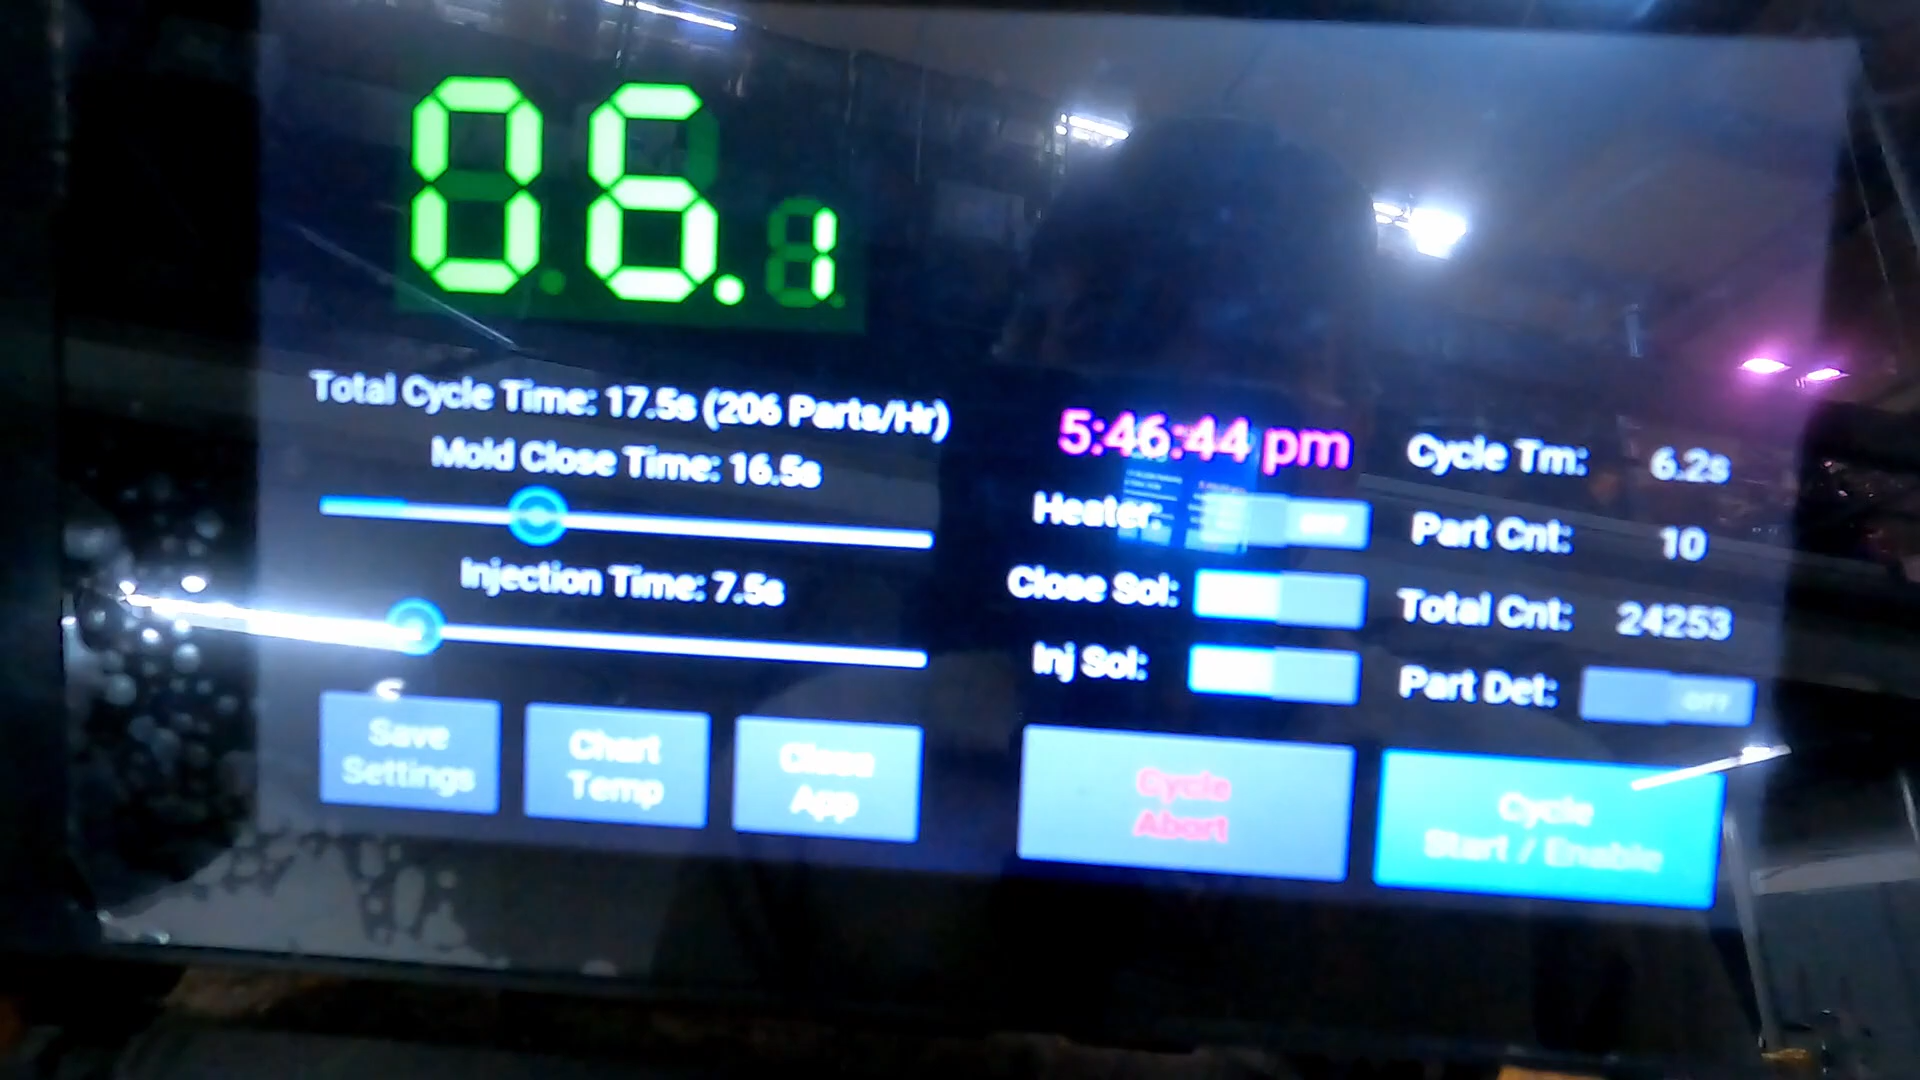 06.1
Total Cycle Time: 17.5s (206 Parts/Hr)
Mold Close Time: 16.5s
Injection Time: 7.5s
Save
Settings
Chart
Temp
Close
App
5:46:44 pm
Heater: OFF
Close Sol:
Inj Sol:
Cycle
Abort
Cycle Tm: 6.2s
Part Cnt: 10
Total Cnt: 24253
Part Det: OFF
Cycle
Start / Enable